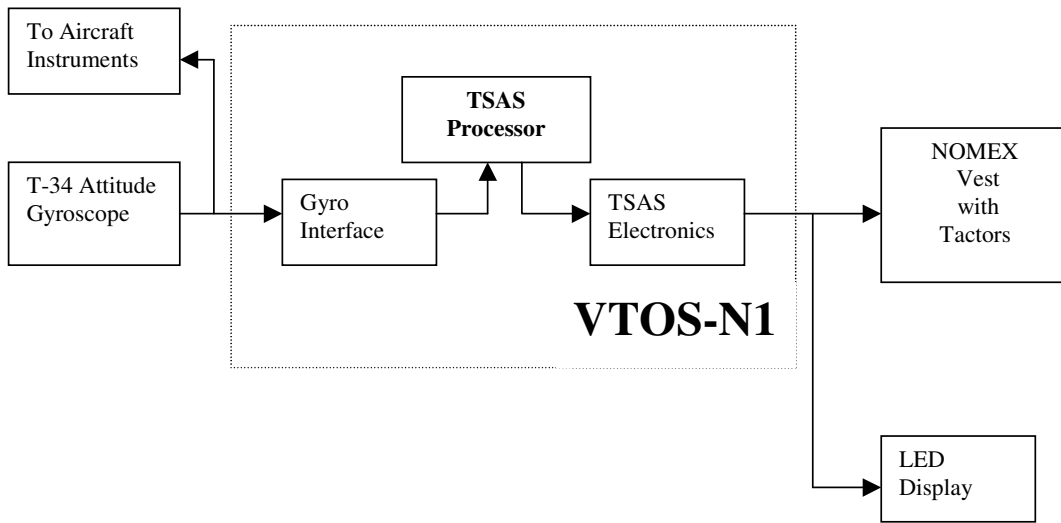 To Aircraft
Instruments
TSAS
Processor
T-34 Attitude
Gyroscope
Gyro
Interface
TSAS
Electronics
NOMEX
Vest
with
Tactors
VTOS-N1
LED
Display